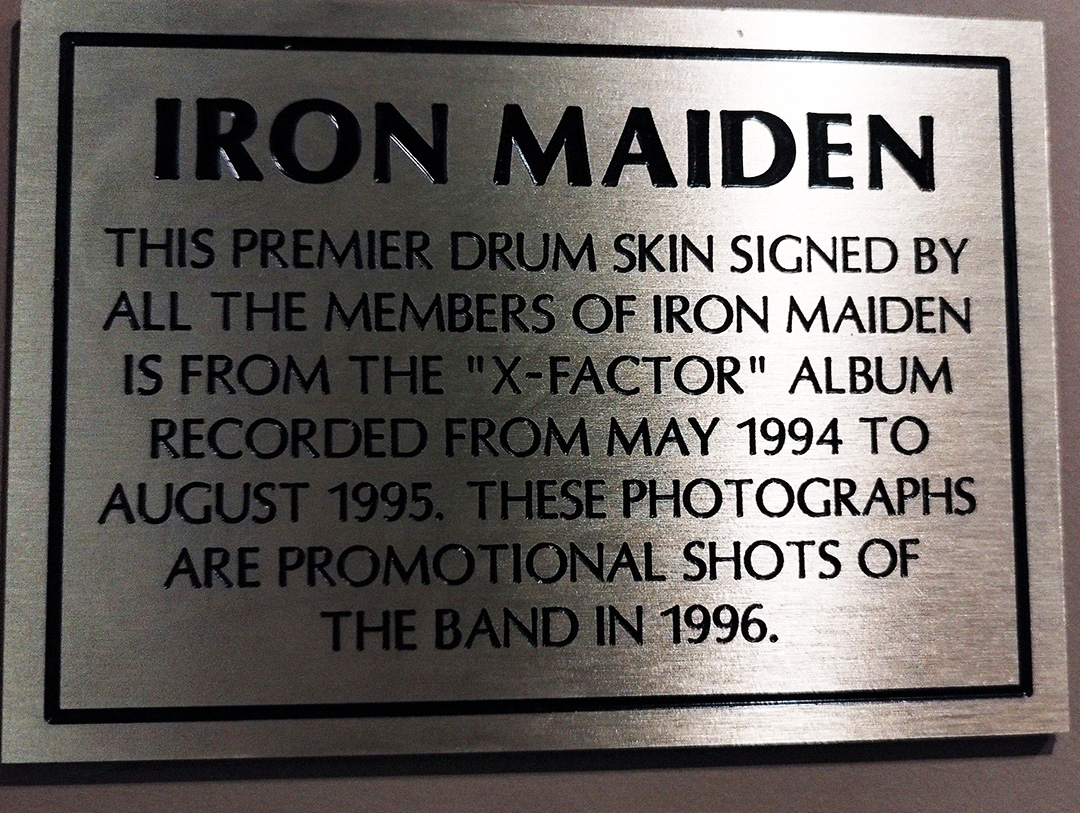 IRON MAIDEN
THIS PREMIER DRUM SKIN SIGNED BY
ALL THE MEMBERS OF IRON MAIDEN
IS FROM THE "X-FACTOR" ALBUM
RECORDED FROM MAY 1994 TO
AUGUST 1995. THESE PHOTOGRAPHS
ARE PROMOTIONAL SHOTS OF
THE BAND IN 1996.